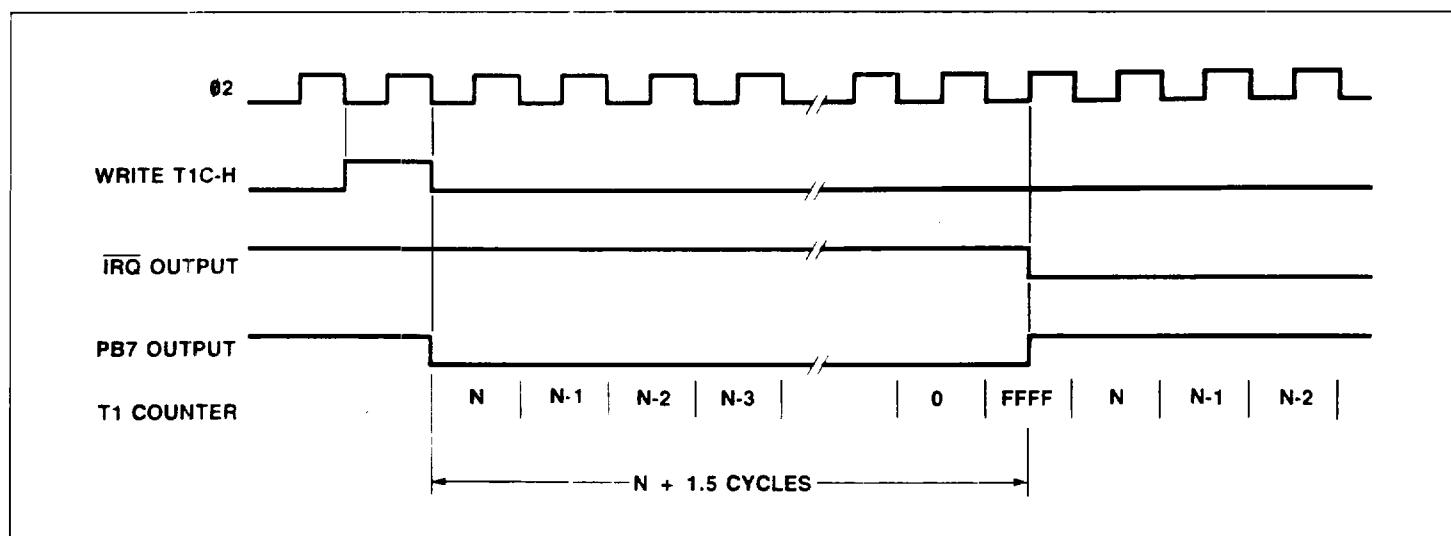 Ø2
WRITE T1C-H
IRQ OUTPUT
PB7 OUTPUT
T1 COUNTER
N N-1 N-2 N-3 0 FFFF N N-1 N-2
N + 1.5 CYCLES